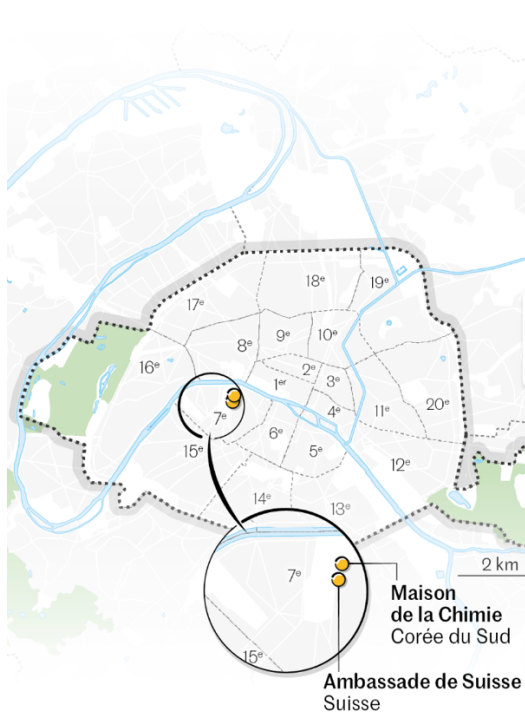 18e
19e
17e
9e
10e
8e
16e
2e
1er
3e
20e
4e
11e
7e
6e
15e
5e
12e
14e
13e
2 km
7e
Maison
de la Chimie
Corée du Sud
15e
Ambassade de Suisse
Suisse